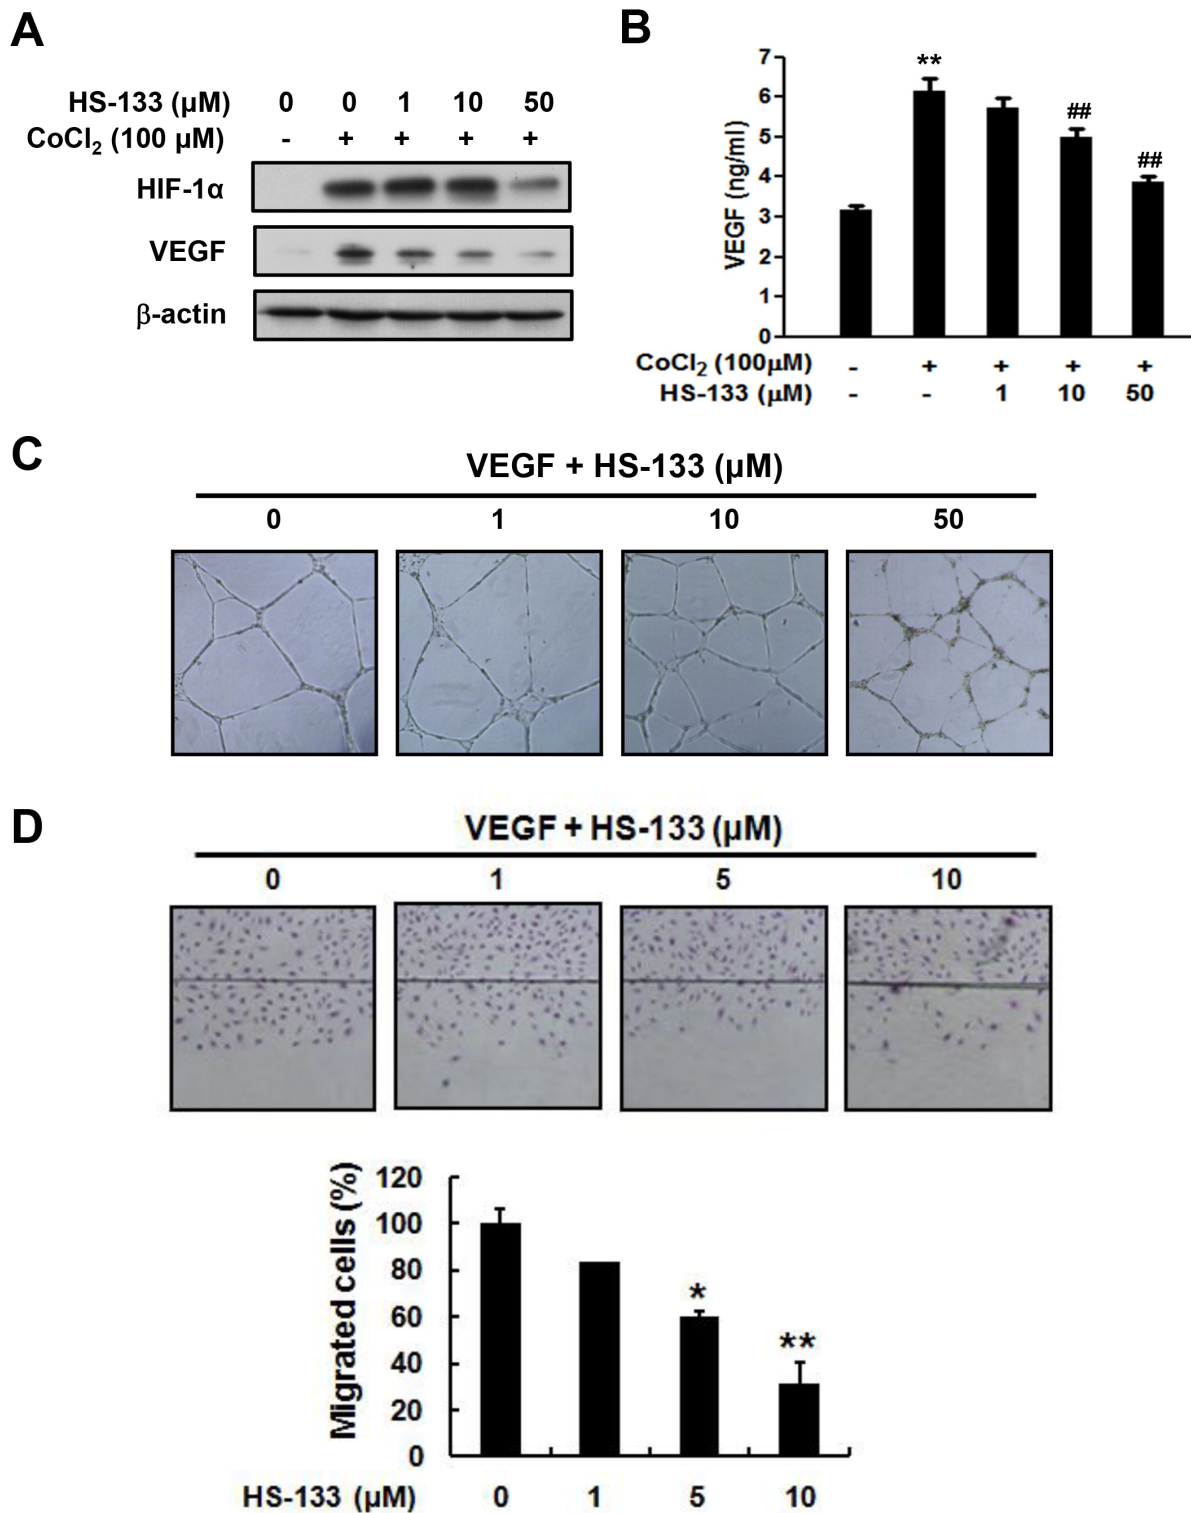 A
HS-133 (μM) 0 0 1 10 50
CoCl2 (100 μM) - + + + +
HIF-1α
VEGF
β-actin
B
VEGF (ng/ml)
7
6
5
4
3
2
1
0
**
##
##
CoCl2 (100μM) - + + + +
HS-133 (μM) - - 1 10 50
C
VEGF + HS-133 (μM)
0 1 10 50
D
VEGF + HS-133 (μM)
0 1 5 10
Migrated cells (%)
120
100
80
60
40
20
0
*
**
HS-133 (μM) 0 1 5 10